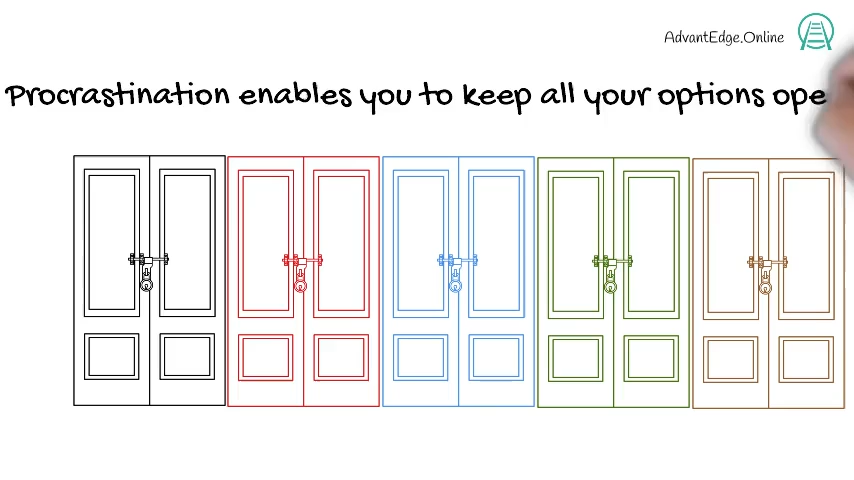 AdvantEdge.Online
Procrastination enables you to keep all your options ope